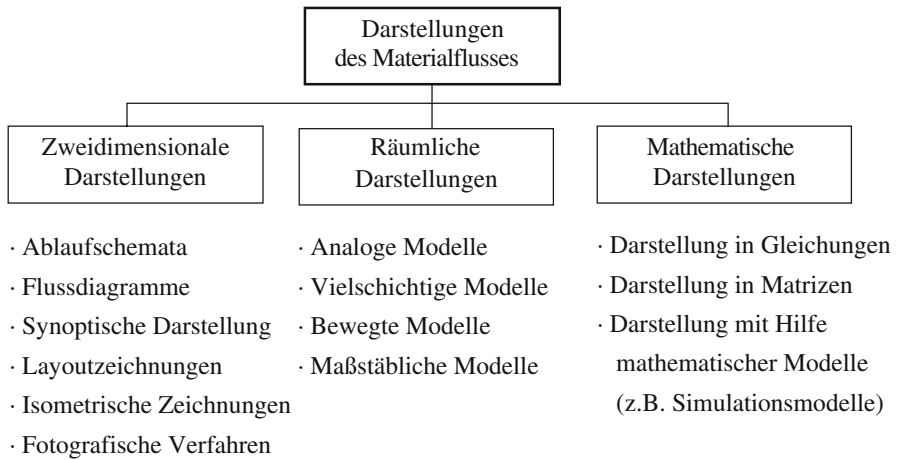 Darstellungen
des Materialflusses
Zweidimensionale
Darstellungen
· Ablaufschemata
· Flussdiagramme
· Synoptische Darstellung
· Layoutzeichnungen
· Isometrische Zeichnungen
· Fotografische Verfahren
Räumliche
Darstellungen
· Analoge Modelle
· Vielschichtige Modelle
· Bewegte Modelle
· Maßstäbliche Modelle
Mathematische
Darstellungen
· Darstellung in Gleichungen
· Darstellung in Matrizen
· Darstellung mit Hilfe
mathematischer Modelle
(z.B. Simulationsmodelle)